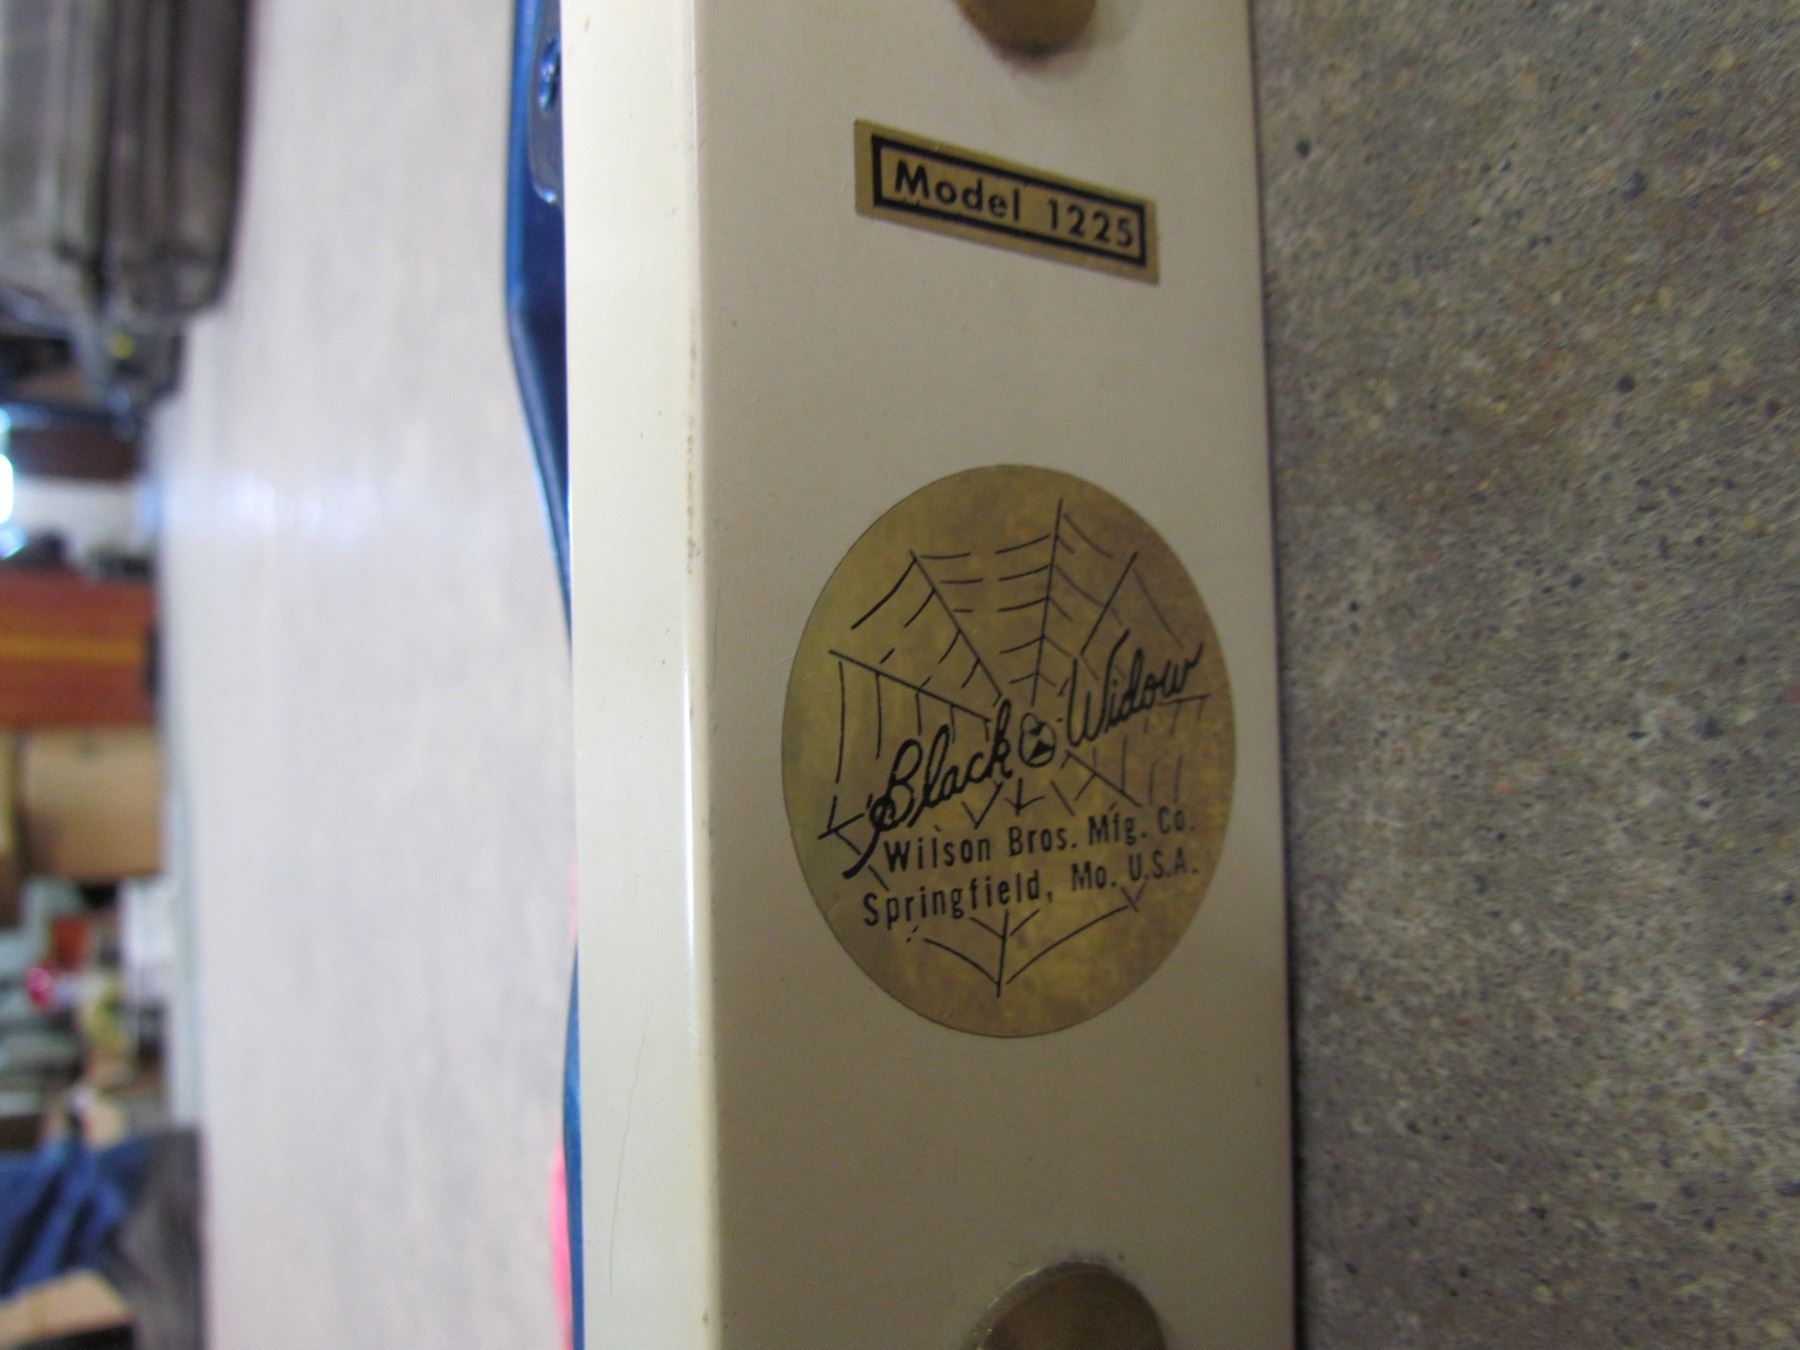 Model 1225
Black Widow
Wilson Bros. Mfg. Co.
Springfield, Mo. U.S.A.